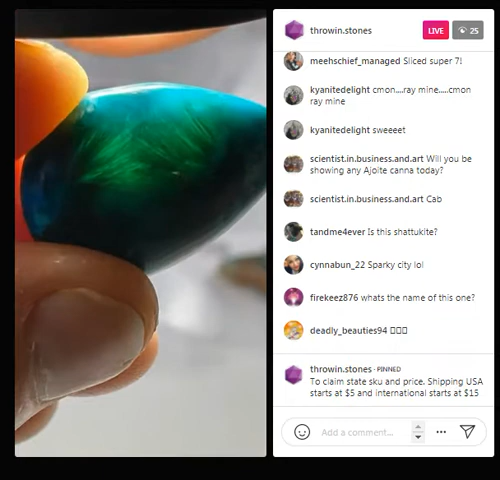 throwin.stones LIVE 25
meehschief_managed Sliced super 7!
kyanitedelight cmon....ray mine.....cmon
ray mine
kyanitedelight sweeeet
scientist.in.business.and.art Will you be
showing any Ajoite canna today?
scientist.in.business.and.art Cab
tandme4ever Is this shattukite?
cynnabun_22 Sparky city lol
firekeez876 whats the name of this one?
deadly_beauties94 
throwin.stones · PINNED
To claim state sku and price. Shipping USA
starts at $5 and international starts at $15
Add a comment...